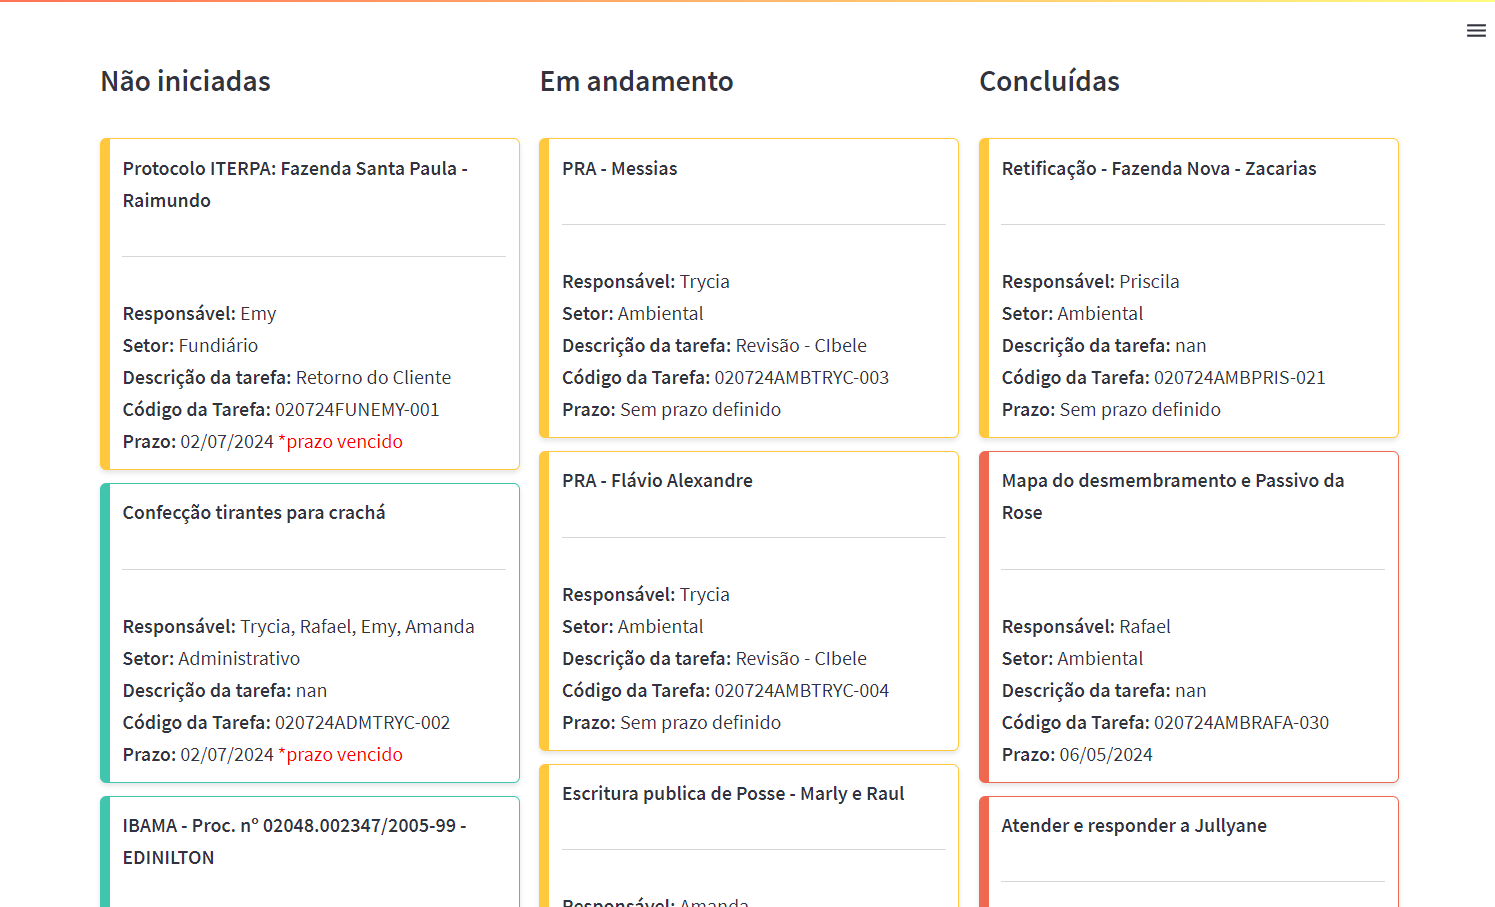 Não iniciadas
Protocolo ITERPA: Fazenda Santa Paula -
Raimundo
Responsável: Emy
Setor: Fundiário
Descrição da tarefa: Retorno do Cliente
Código da Tarefa: 020724FUNEMY-001
Prazo: 02/07/2024 *prazo vencido
Confecção tirantes para crachá
Responsável: Trycia, Rafael, Emy, Amanda
Setor: Administrativo
Descrição da tarefa: nan
Código da Tarefa: 020724ADMTRYC-002
Prazo: 02/07/2024 *prazo vencido
IBAMA - Proc. nº 02048.002347/2005-99 -
EDINILTON
Em andamento
PRA - Messias
Responsável: Trycia
Setor: Ambiental
Descrição da tarefa: Revisão - CIbele
Código da Tarefa: 020724AMBTRYC-003
Prazo: Sem prazo definido
PRA - Flávio Alexandre
Responsável: Trycia
Setor: Ambiental
Descrição da tarefa: Revisão - CIbele
Código da Tarefa: 020724AMBTRYC-004
Prazo: Sem prazo definido
Escritura publica de Posse - Marly e Raul
Responsável: Amanda
Concluídas
Retificação - Fazenda Nova - Zacarias
Responsável: Priscila
Setor: Ambiental
Descrição da tarefa: nan
Código da Tarefa: 020724AMBPRIS-021
Prazo: Sem prazo definido
Mapa do desmembramento e Passivo da
Rose
Responsável: Rafael
Setor: Ambiental
Descrição da tarefa: nan
Código da Tarefa: 020724AMBRAFA-030
Prazo: 06/05/2024
Atender e responder a Jullyane